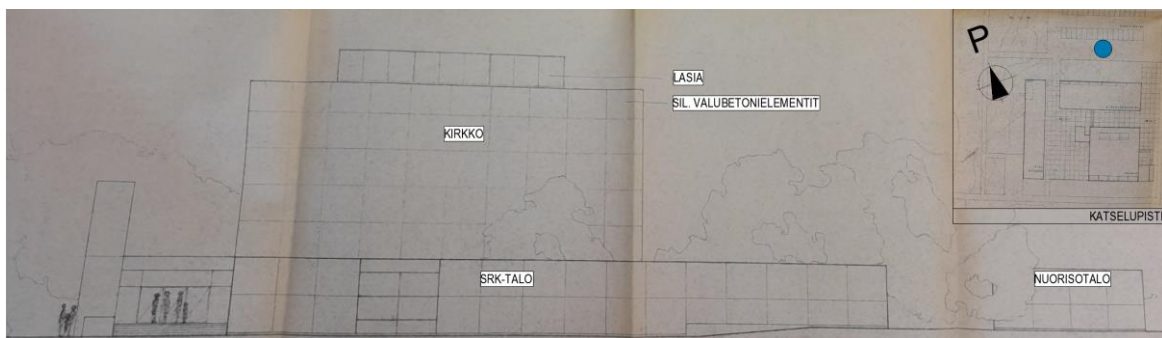 P
LASIA
SIL. VALUBETONIELEMENTIT
KIRKKO
KATSELUPISTE
SRK-TALO
NUORISOTALO